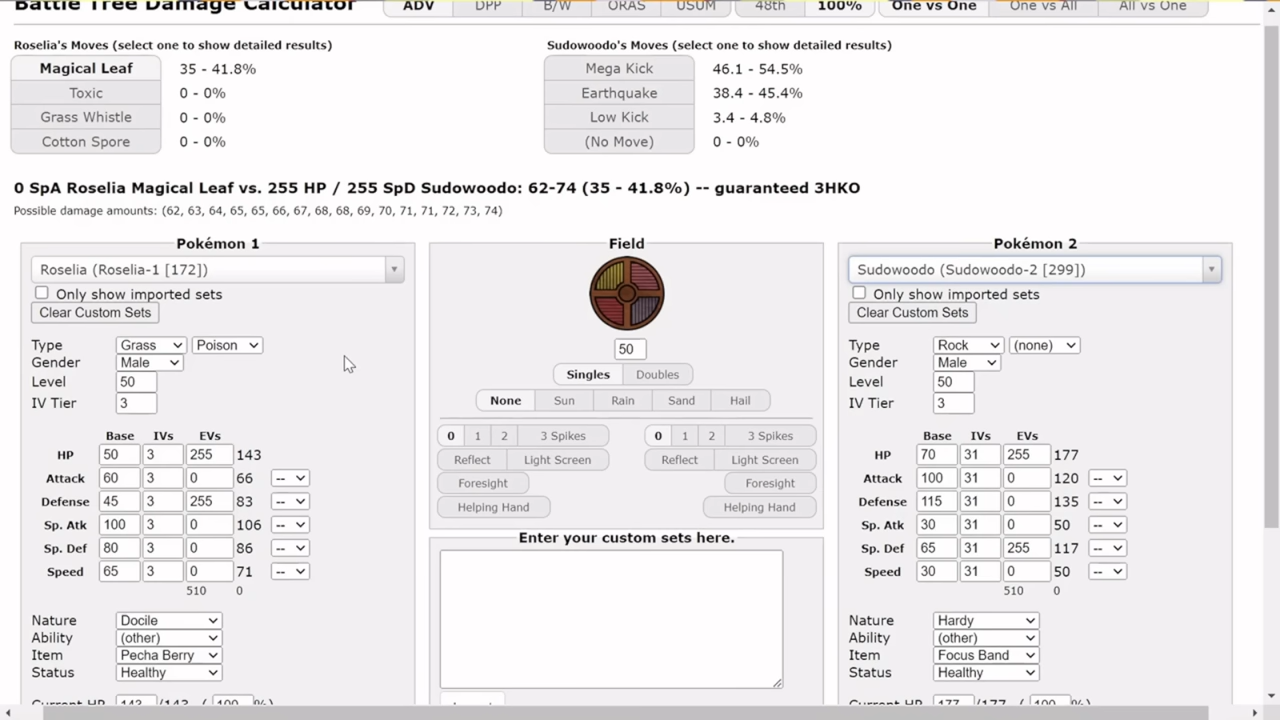 Battle Tree Damage Calculator ADV DPP B/W ORAS USUM 48th 100% One vs One One vs All All vs One
Roselia's Moves (select one to show detailed results) Sudowoodo's Moves (select one to show detailed results)
Magical Leaf 35 - 41.8% Mega Kick 46.1 - 54.5%
Toxic 0 - 0% Earthquake 38.4 - 45.4%
Grass Whistle 0 - 0% Low Kick 3.4 - 4.8%
Cotton Spore 0 - 0% (No Move) 0 - 0%
0 SpA Roselia Magical Leaf vs. 255 HP / 255 SpD Sudowoodo: 62-74 (35 - 41.8%) -- guaranteed 3HKO
Possible damage amounts: (62, 63, 64, 65, 65, 66, 67, 68, 68, 69, 70, 71, 71, 72, 73, 74)
Pokémon 1
Roselia (Roselia-1 [172])
Only show imported sets
Clear Custom Sets
Type Grass Poison
Gender Male
Level 50
IV Tier 3
Base IVs EVs
HP 50 3 255 143
Attack 60 3 0 66 --
Defense 45 3 255 83 --
Sp. Atk 100 3 0 106 --
Sp. Def 80 3 0 86 --
Speed 65 3 0 71 --
510 0
Nature Docile
Ability (other)
Item Pecha Berry
Status Healthy
Current HP 143 /143 ( 100 %)
Field
50
Singles Doubles
None Sun Rain Sand Hail
0 1 2 3 Spikes 0 1 2 3 Spikes
Reflect Light Screen Reflect Light Screen
Foresight Foresight
Helping Hand Helping Hand
Enter your custom sets here.
Pokémon 2
Sudowoodo (Sudowoodo-2 [299])
Only show imported sets
Clear Custom Sets
Type Rock (none)
Gender Male
Level 50
IV Tier 3
Base IVs EVs
HP 70 31 255 177
Attack 100 31 0 120 --
Defense 115 31 0 135 --
Sp. Atk 30 31 0 50 --
Sp. Def 65 31 255 117 --
Speed 30 31 0 50 --
510 0
Nature Hardy
Ability (other)
Item Focus Band
Status Healthy
Current HP 177 /177 ( 100 %)